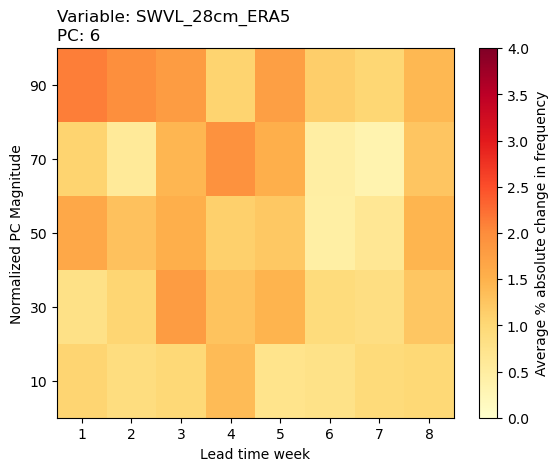 Variable: SWVL_28cm_ERA5
PC: 6
90
70
50
30
10
Normalized PC Magnitude
1 2 3 4 5 6 7 8
Lead time week
4.0
3.5
3.0
2.5
2.0
1.5
1.0
0.5
0.0
Average % absolute change in frequency